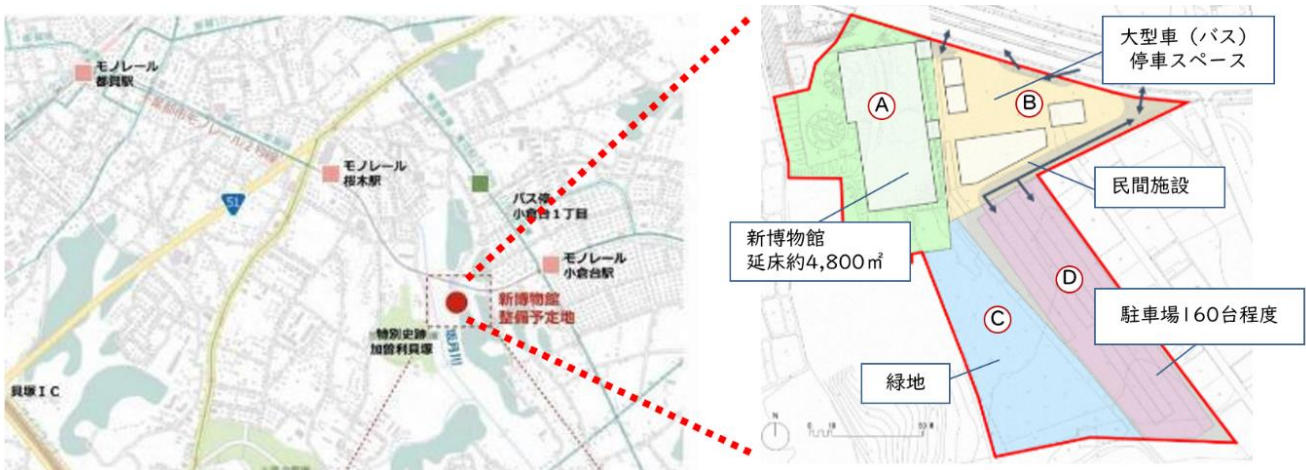 モノレール
都賀駅
モノレール
桜木駅
51
バス停
小倉台1丁目
モノレール
小倉台駅
新博物館
整備予定地
特別史跡
加曽利貝塚
坂月川
貝塚IC
大型車（バス）
停車スペース
A
B
民間施設
新博物館
延床約4,800㎡
D
C
駐車場160台程度
緑地
N
0 10 50 M